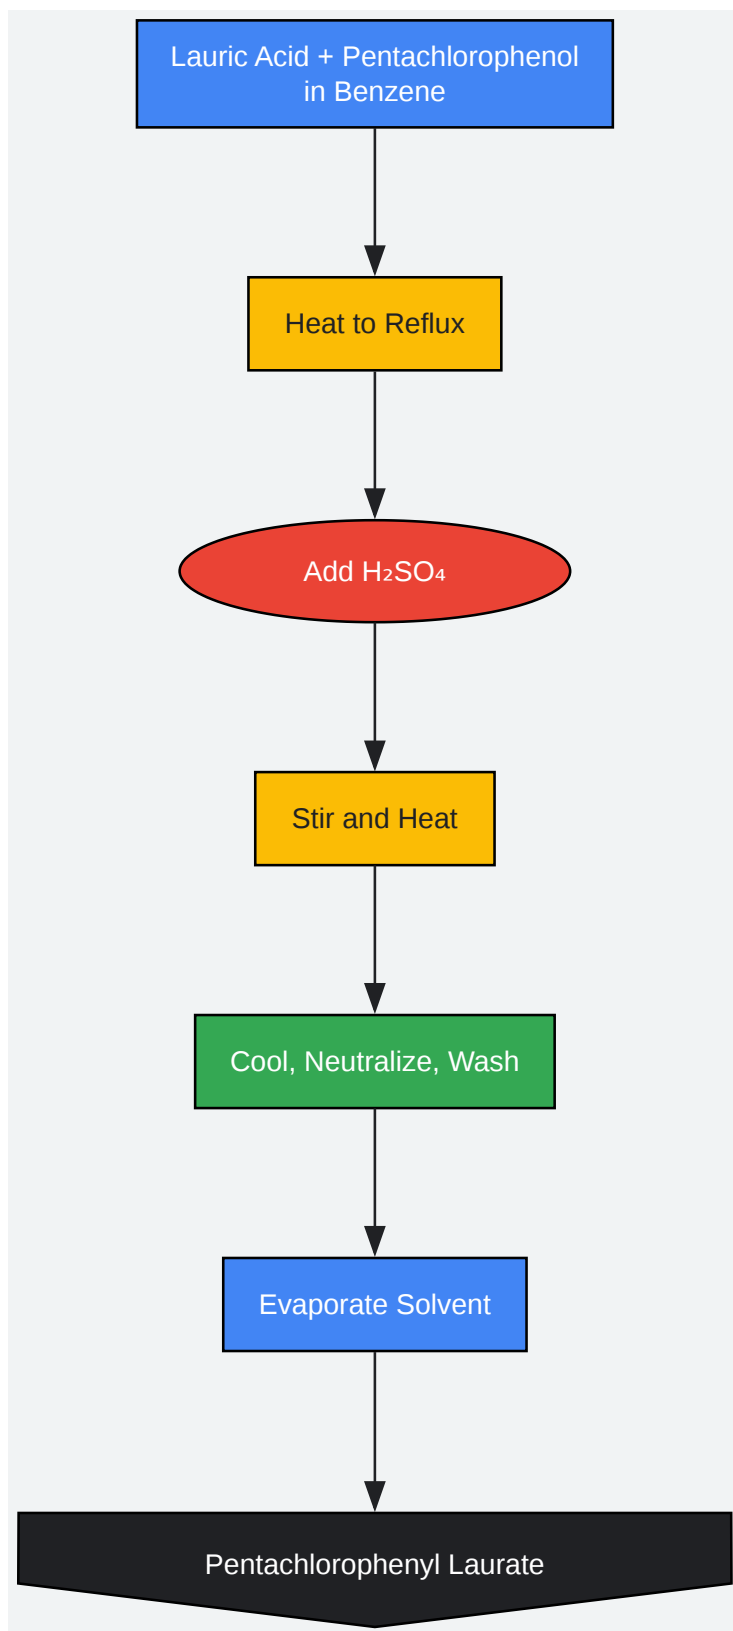 Lauric Acid + Pentachlorophenol
in Benzene
Heat to Reflux
Add H₂SO₄
Stir and Heat
Cool, Neutralize, Wash
Evaporate Solvent
Pentachlorophenyl Laurate